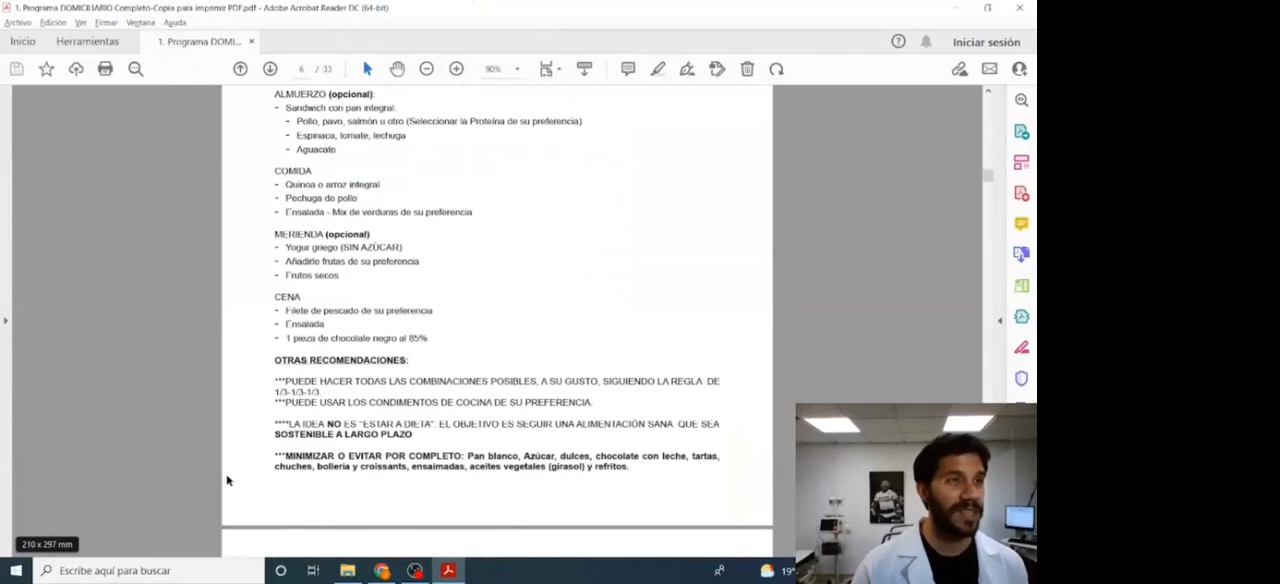 1. Programa DOMICILIARIO Completo-Copia para imprimir PDF.pdf - Adobe Acrobat Reader DC (64-bit)
Archivo Edición Ver Firmar Ventana Ayuda
Inicio Herramientas 1. Programa DOMI... × Iniciar sesión
6 / 33 90%
ALMUERZO (opcional):
- Sandwich con pan integral.
- Pollo, pavo, salmón u otro (Seleccionar la Proteína de su preferencia)
- Espinaca, tomate, lechuga
- Aguacate
COMIDA
- Quinoa o arroz integral
- Pechuga de pollo
- Ensalada - Mix de verduras de su preferencia
MERIENDA (opcional)
- Yogur griego (SIN AZÚCAR)
- Añadirle frutas de su preferencia
- Frutos secos
CENA
- Filete de pescado de su preferencia
- Ensalada
- 1 pieza de chocolate negro al 85%
OTRAS RECOMENDACIONES:
***PUEDE HACER TODAS LAS COMBINACIONES POSIBLES, A SU GUSTO, SIGUIENDO LA REGLA DE
1/3-1/3-1/3.
***PUEDE USAR LOS CONDIMENTOS DE COCINA DE SU PREFERENCIA.
****LA IDEA NO ES "ESTAR A DIETA". EL OBJETIVO ES SEGUIR UNA ALIMENTACIÓN SANA QUE SEA
SOSTENIBLE A LARGO PLAZO
***MINIMIZAR O EVITAR POR COMPLETO: Pan blanco, Azúcar, dulces, chocolate con leche, tartas,
chuches, bolleria y croissants, ensaimadas, aceites vegetales (girasol) y refritos.
210 x 297 mm
Escribe aquí para buscar
19°